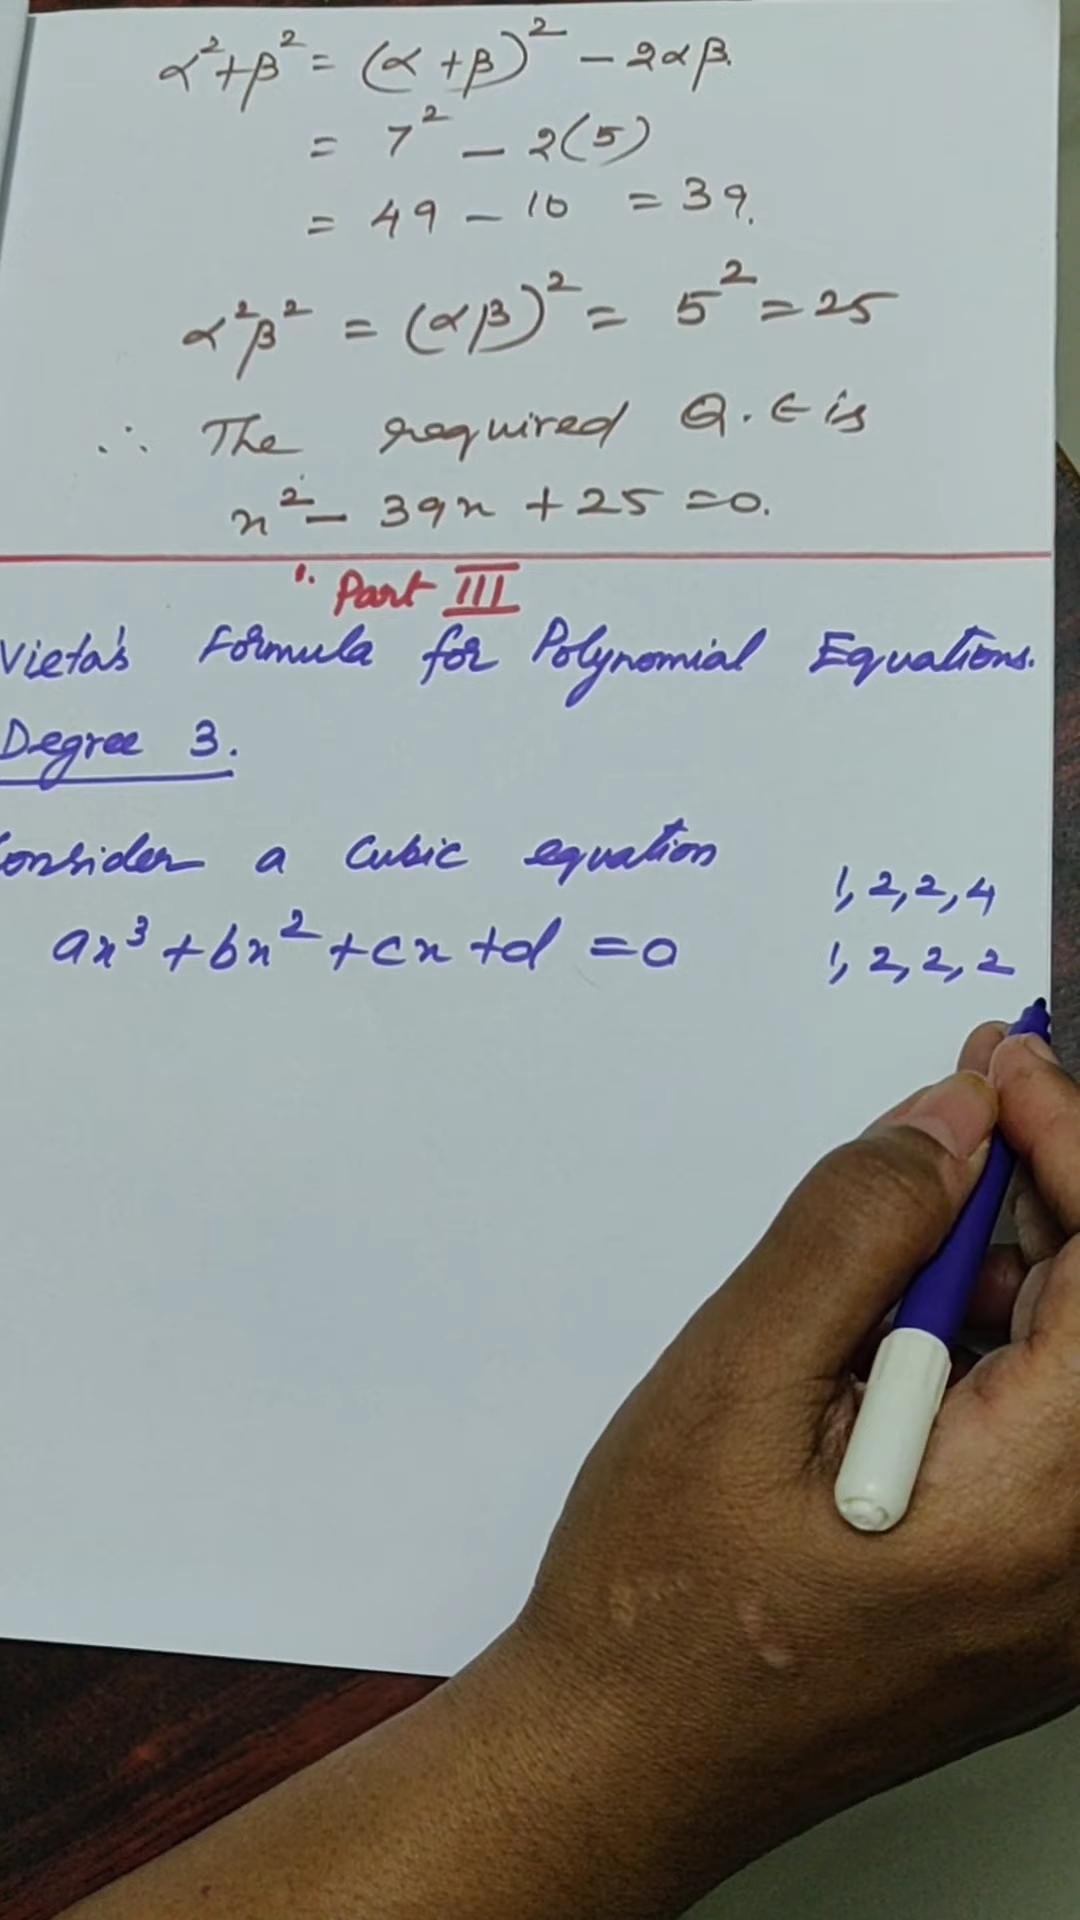 α²+β² = (α+β)² – 2αβ.
= 7² – 2(5)
= 49 – 10 = 39.
α²β² = (αβ)² = 5² = 25
∴ The required Q.E is
x² – 39x + 25 = 0.
Part III
Vieta's Formula for Polynomial Equations.
Degree 3.
Consider a Cubic equation
1, 2, 2, 4
ax³ + bx² + cx + d = 0
1, 2, 2, 2